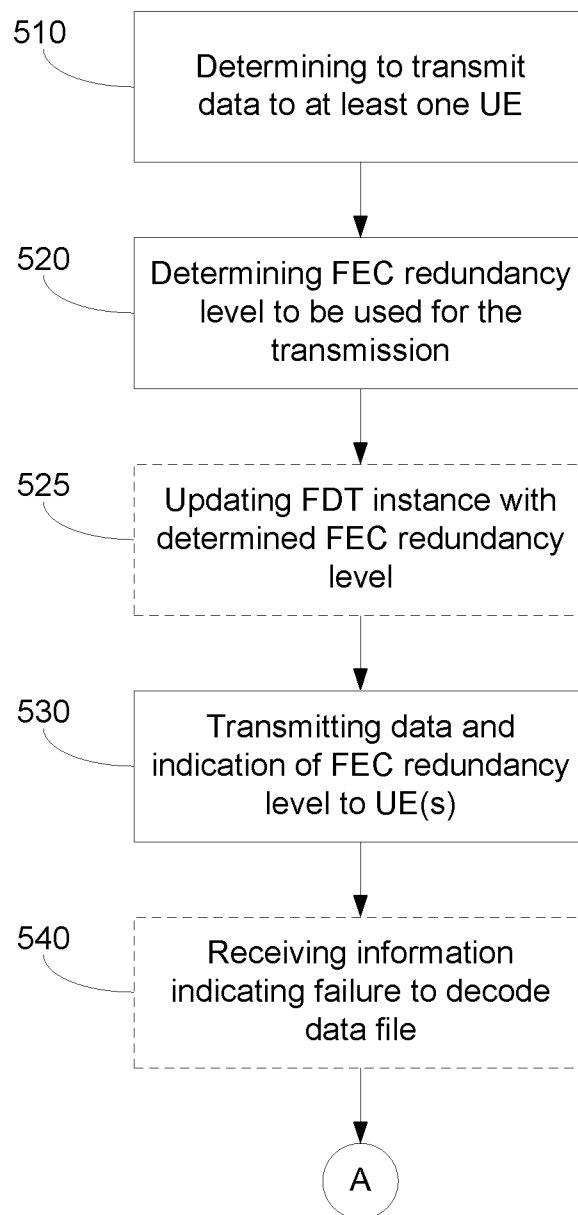 510
Determining to transmit
data to at least one UE
520
Determining FEC redundancy
level to be used for the
transmission
525
Updating FDT instance with
determined FEC redundancy
level
530
Transmitting data and
indication of FEC redundancy
level to UE(s)
540
Receiving information
indicating failure to decode
data file
A